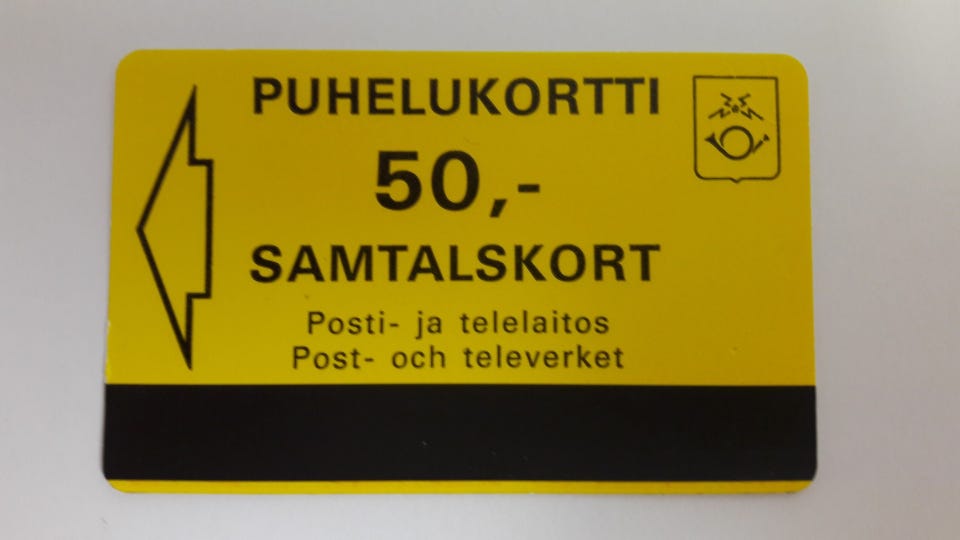 PUHELUKORTTI
50,-
SAMTALSKORT
Posti- ja telelaitos
Post- och televerket